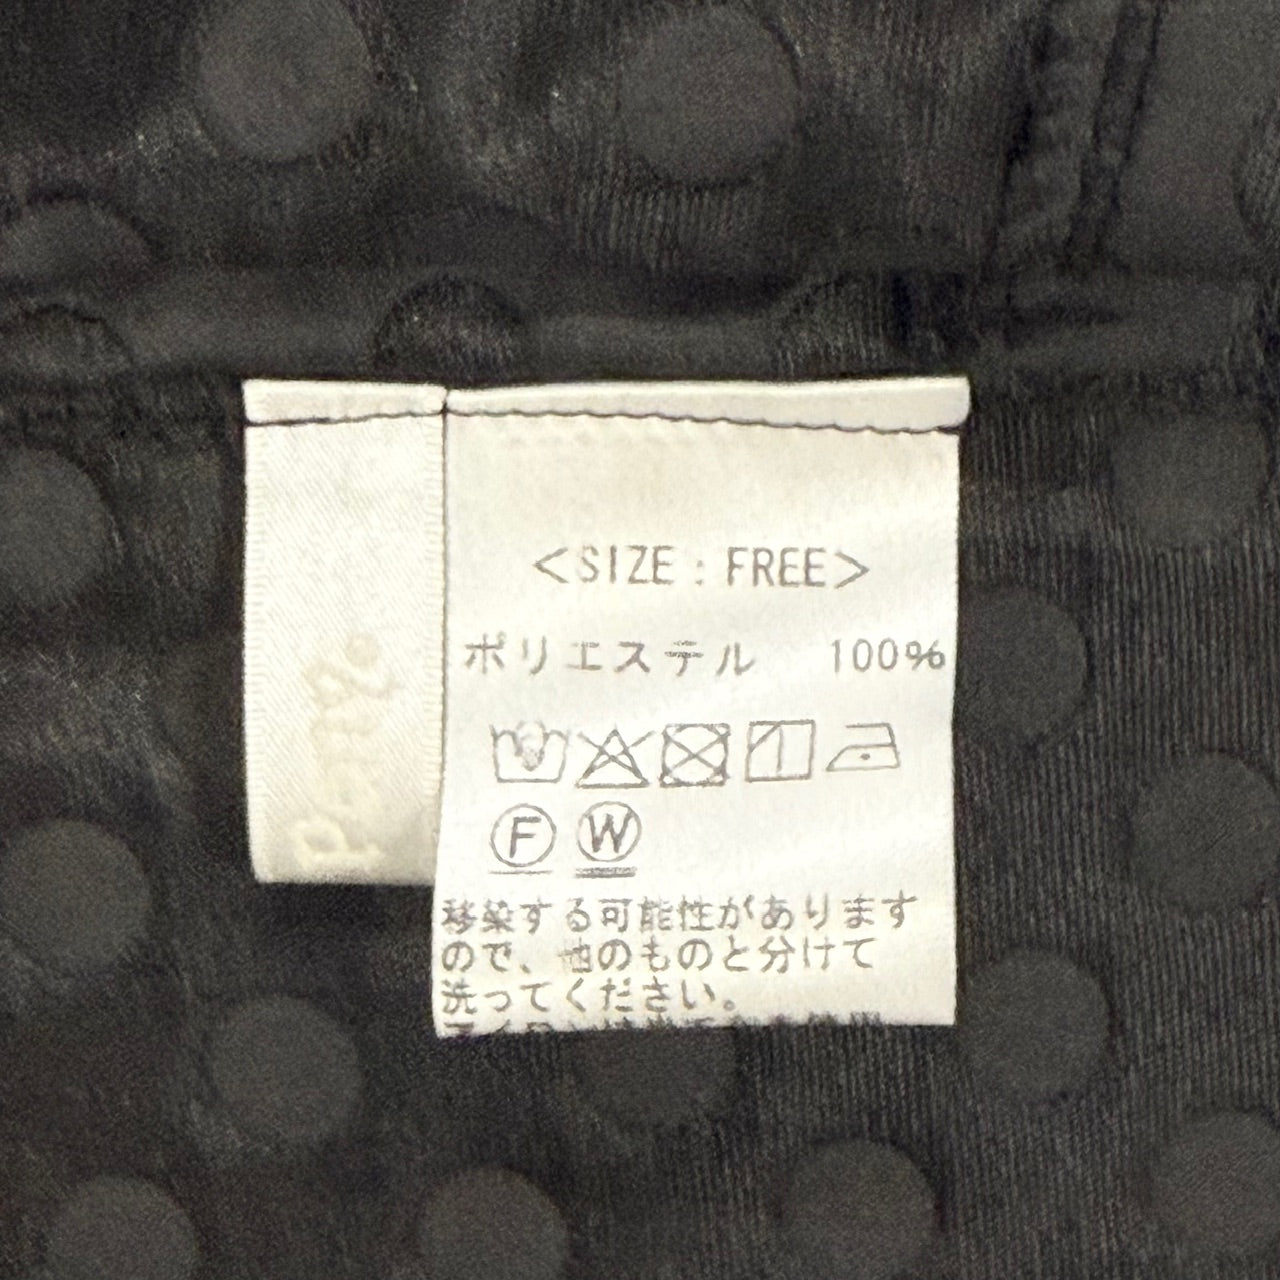 <SIZE : FREE>
ポリエステル 100%
F W
移染する可能性があります
ので、他のものと分けて
洗ってください。